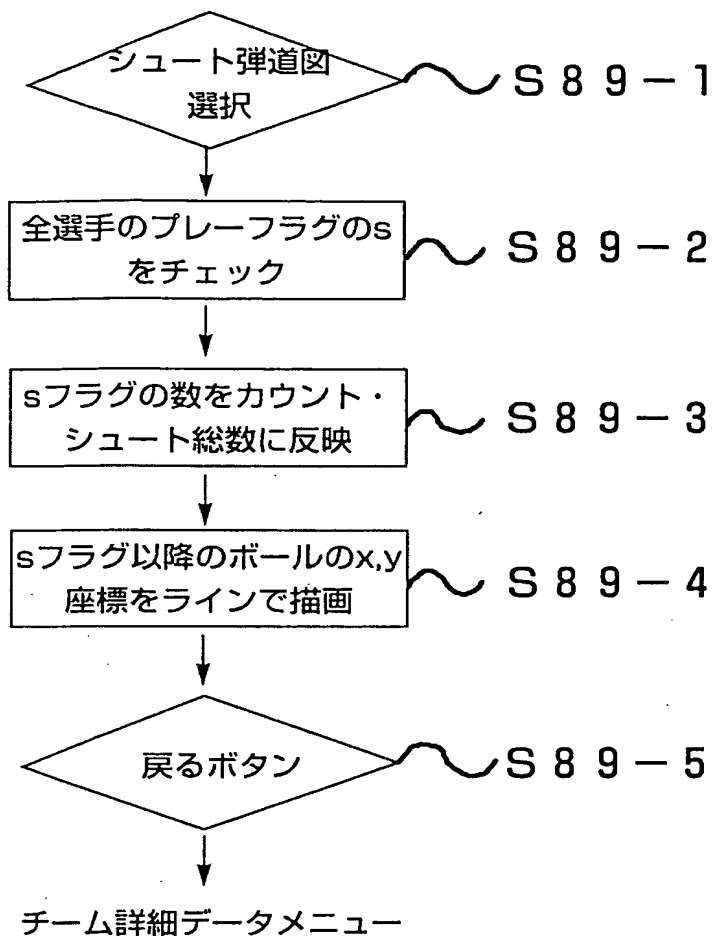 シュート弾道図
選択
S89-1
全選手のプレーフラグのs
をチェック
S89-2
sフラグの数をカウント・
シュート総数に反映
S89-3
sフラグ以降のボールのx,y
座標をラインで描画
S89-4
戻るボタン
S89-5
チーム詳細データメニュー